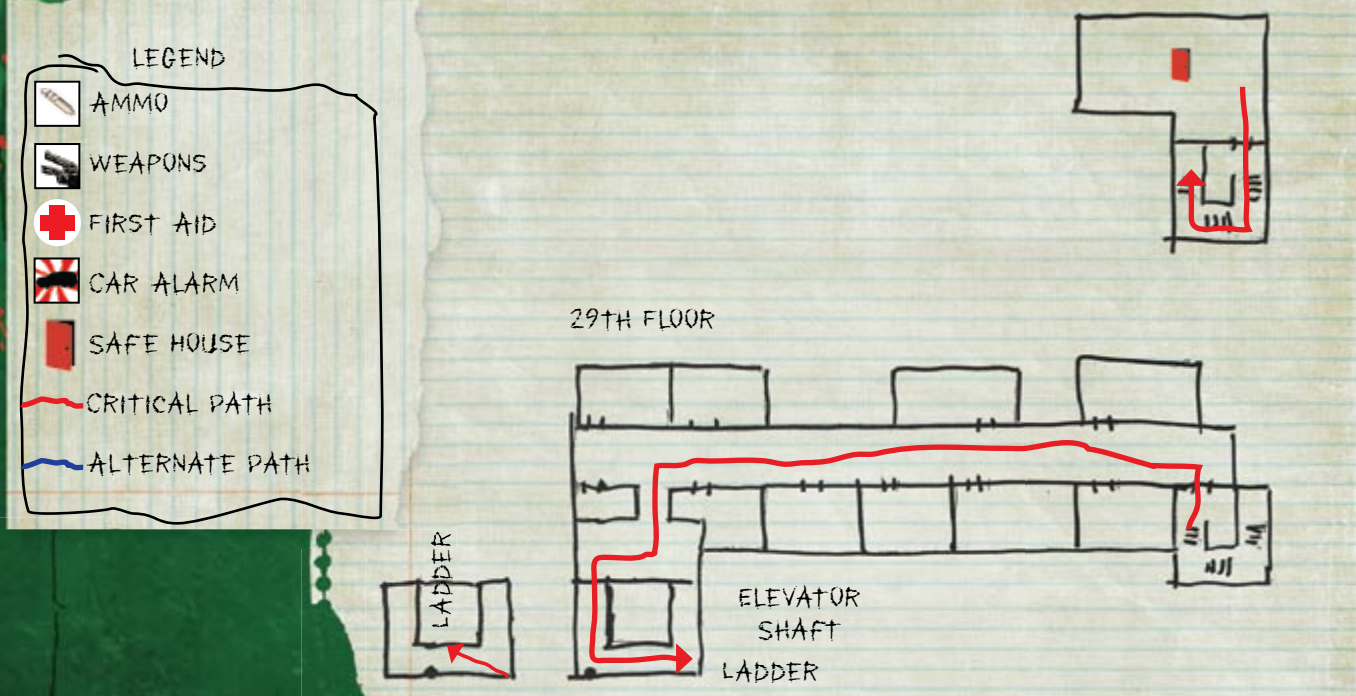 LEGEND
AMMO
WEAPONS
FIRST AID
CAR ALARM
SAFE HOUSE
CRITICAL PATH
ALTERNATE PATH
29TH FLOOR
LADDER
ELEVATOR
SHAFT
LADDER